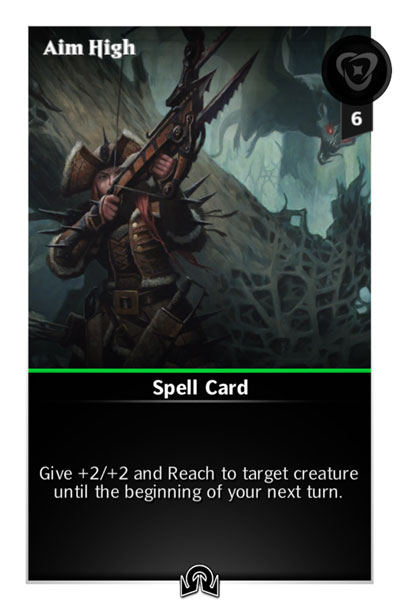 Aim High
6
Spell Card
Give +2/+2 and Reach to target creature
until the beginning of your next turn.